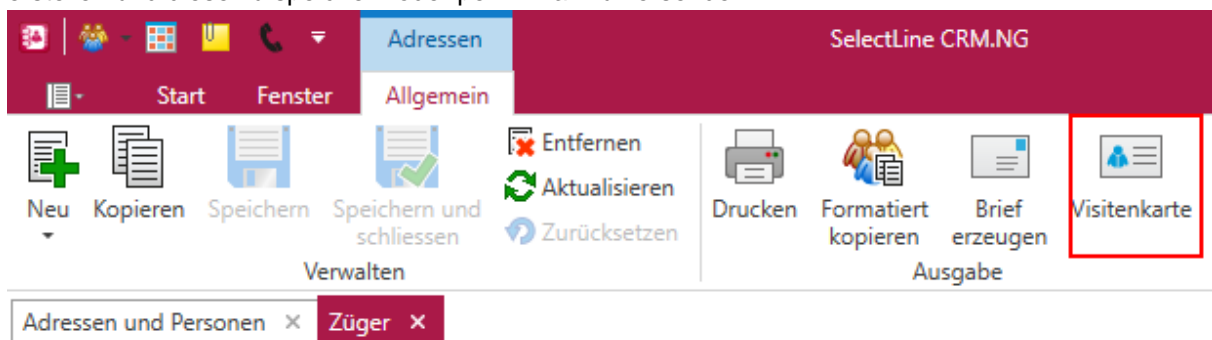 Adressen
SelectLine CRM.NG
Start Fenster Allgemein
Neu Kopieren Speichern Speichern und schliessen
Entfernen
Aktualisieren
Zurücksetzen
Drucken Formatiert kopieren Brief erzeugen Visitenkarte
Verwalten Ausgabe
Adressen und Personen × Züger ×